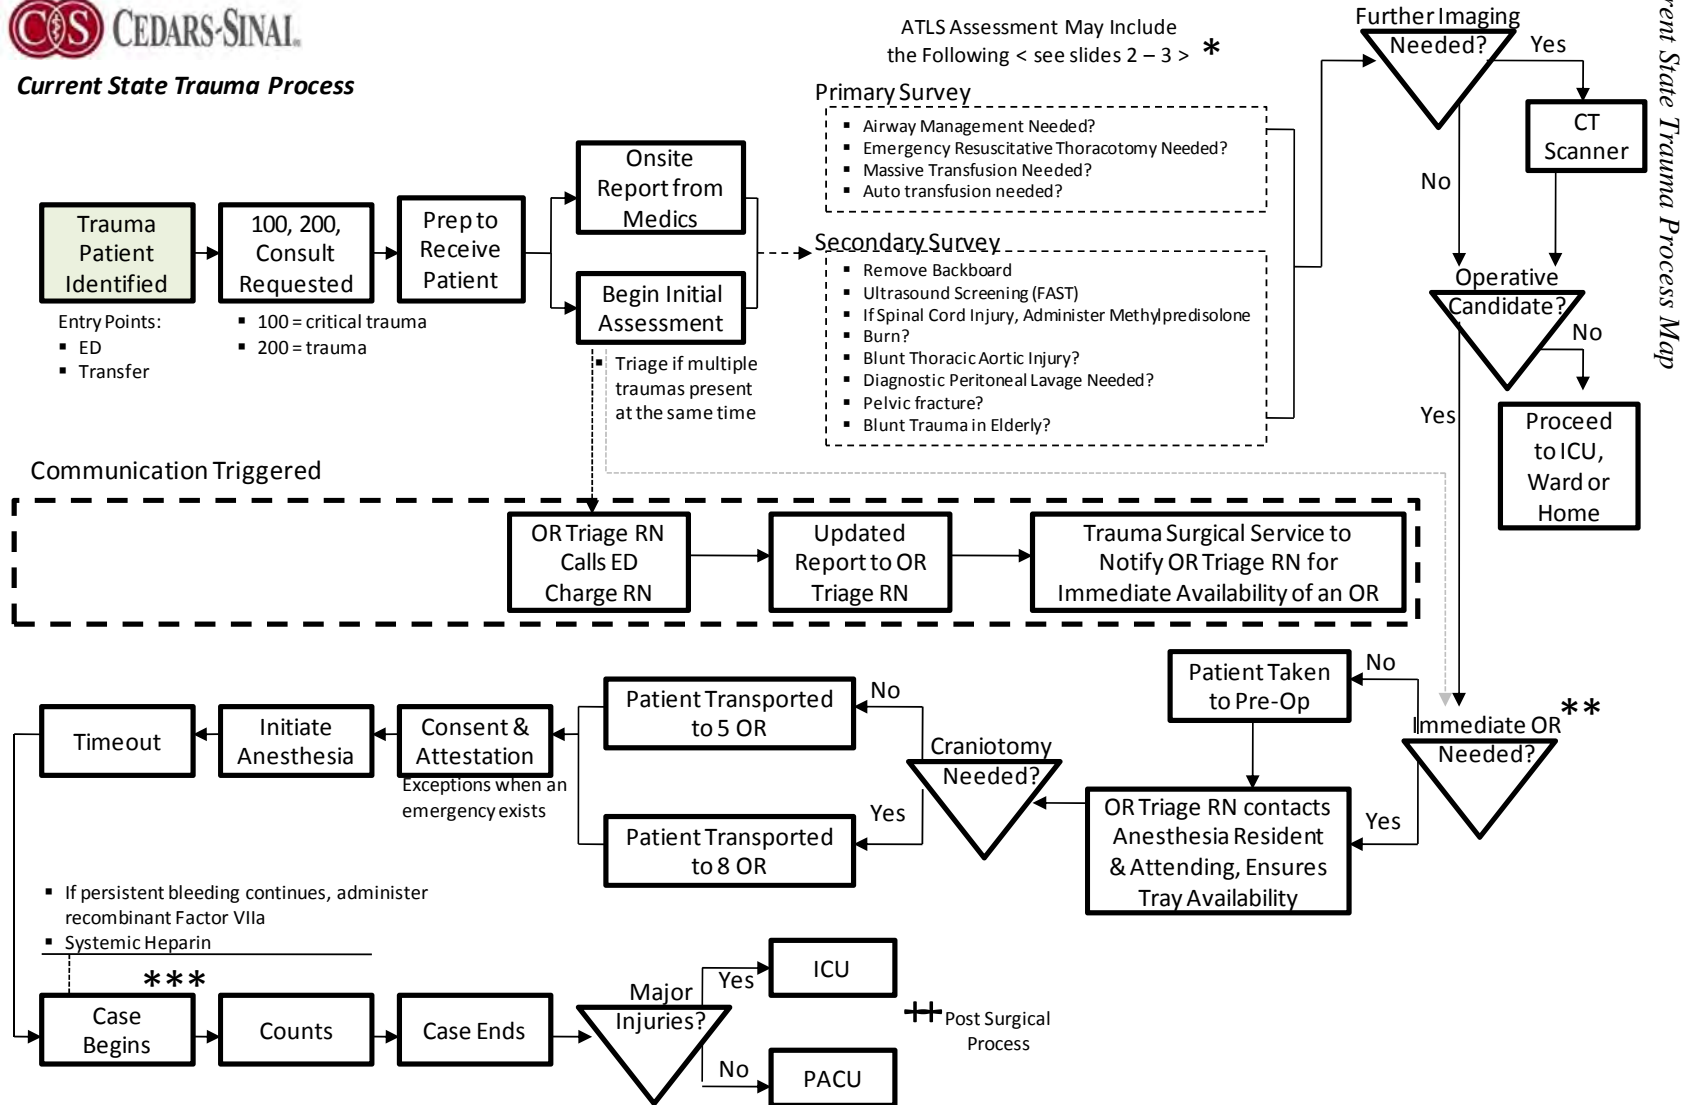 CS CEDARS-SINAI.
Current State Trauma Process
ATLS Assessment May Include
the Following < see slides 2 – 3 > *
Primary Survey
▪ Airway Management Needed?
▪ Emergency Resuscitative Thoracotomy Needed?
▪ Massive Transfusion Needed?
▪ Auto transfusion needed?
Secondary Survey
▪ Remove Backboard
▪ Ultrasound Screening (FAST)
▪ If Spinal Cord Injury, Administer Methylpredisolone
▪ Burn?
▪ Blunt Thoracic Aortic Injury?
▪ Diagnostic Peritoneal Lavage Needed?
▪ Pelvic fracture?
▪ Blunt Trauma in Elderly?
Trauma
Patient
Identified
Entry Points:
▪ ED
▪ Transfer
100, 200,
Consult
Requested
▪ 100 = critical trauma
▪ 200 = trauma
Prep to
Receive
Patient
Onsite
Report from
Medics
Begin Initial
Assessment
▪ Triage if multiple
traumas present
at the same time
Further Imaging
Needed?
Yes
No
CT
Scanner
Operative
Candidate?
No
Yes
Proceed
to ICU,
Ward or
Home
State Trauma Process Map
Communication Triggered
OR Triage RN
Calls ED
Charge RN
Updated
Report to OR
Triage RN
Trauma Surgical Service to
Notify OR Triage RN for
Immediate Availability of an OR
Immediate OR **
Needed?
No
Yes
Patient Taken
to Pre-Op
OR Triage RN contacts
Anesthesia Resident
& Attending, Ensures
Tray Availability
Craniotomy
Needed?
No
Yes
Patient Transported
to 5 OR
Patient Transported
to 8 OR
Consent &
Attestation
Exceptions when an
emergency exists
Initiate
Anesthesia
Timeout
▪ If persistent bleeding continues, administer
recombinant Factor VIIa
▪ Systemic Heparin
***
Case
Begins
Counts
Case Ends
Major
Injuries?
Yes
No
ICU
PACU
++ Post Surgical
Process